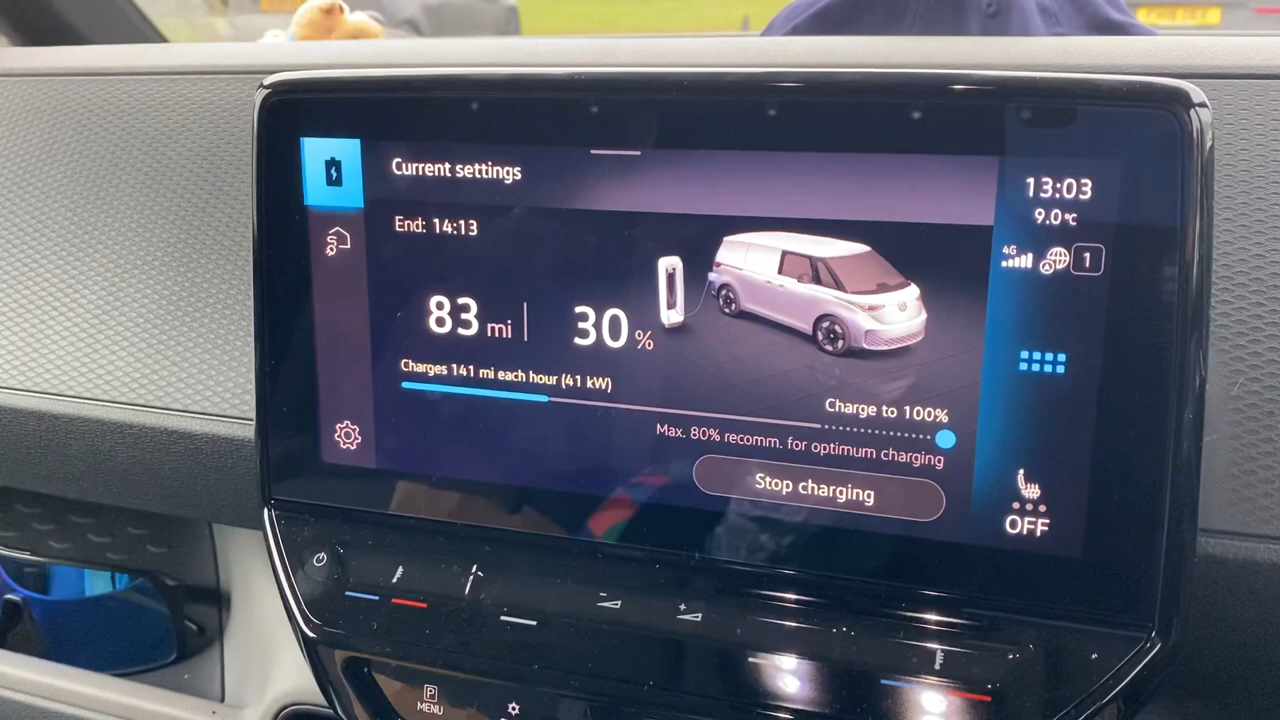 Current settings
13:03
9.0°C
End: 14:13
4G
1
83 mi
30 %
Charges 141 mi each hour (41 kW)
Charge to 100%
Max. 80% recomm. for optimum charging
Stop charging
OFF
P
MENU